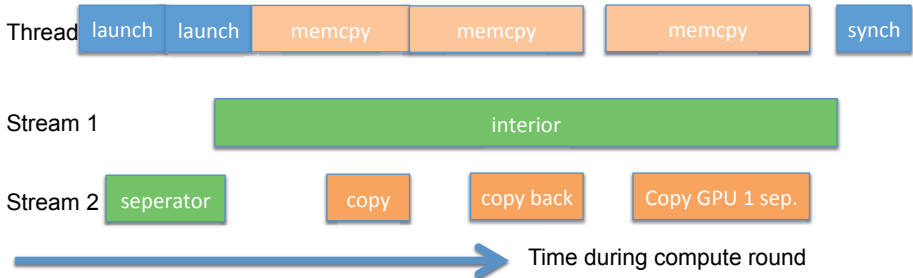 Thread launch launch memcpy memcpy memcpy synch
Stream 1 interior
Stream 2 seperator copy copy back Copy GPU 1 sep.
Time during compute round